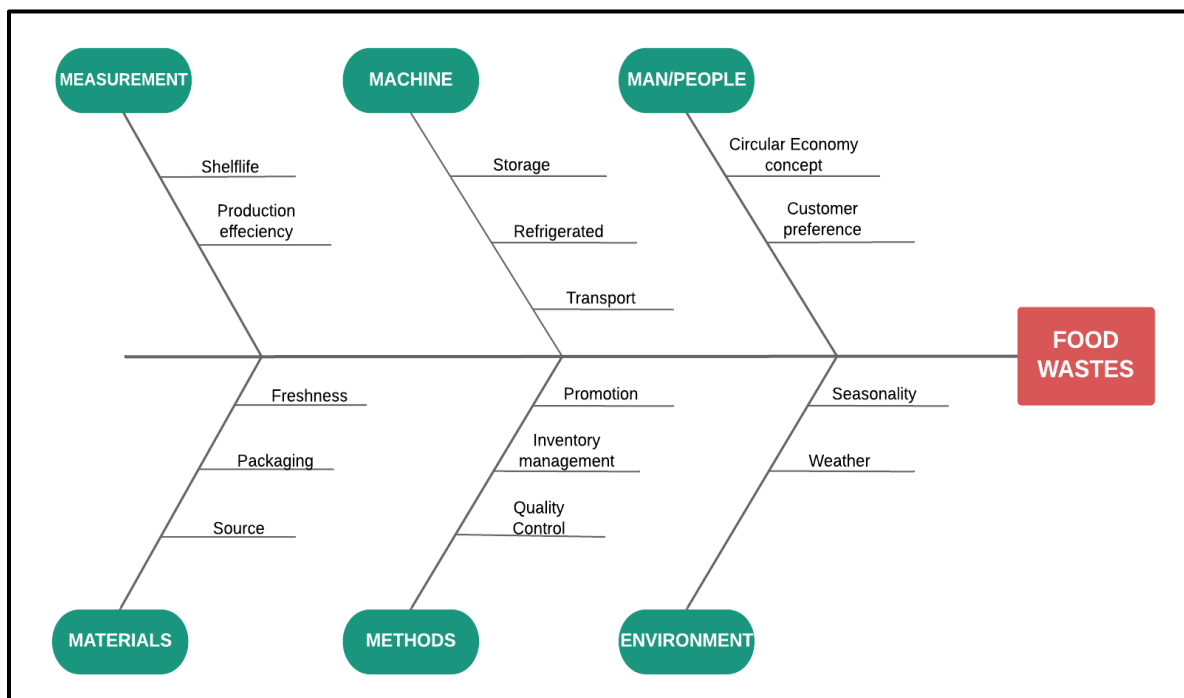 MEASUREMENT
MACHINE
MAN/PEOPLE
Shelflife
Production
effeciency
Storage
Refrigerated
Transport
Circular Economy
concept
Customer
preference
FOOD
WASTES
Freshness
Packaging
Source
Promotion
Inventory
management
Quality
Control
Seasonality
Weather
MATERIALS
METHODS
ENVIRONMENT